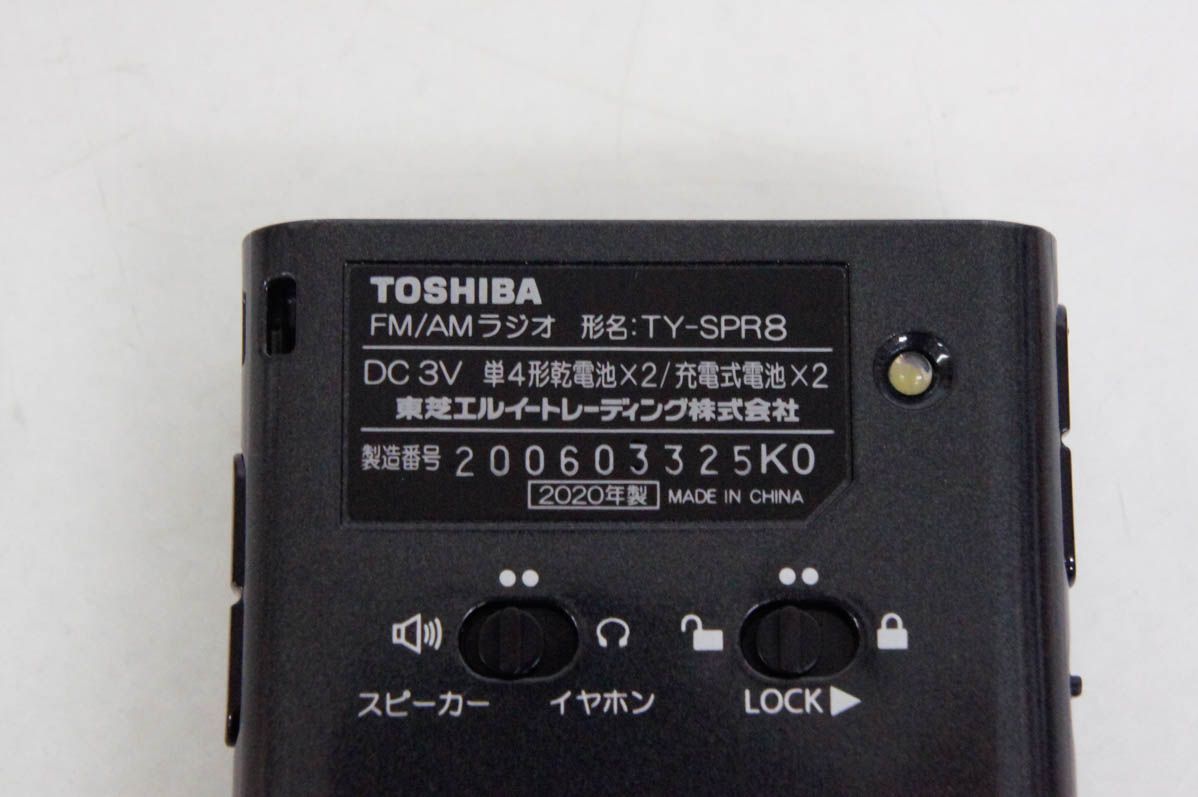 TOSHIBA
FM/AMラジオ 形名:TY-SPR8
DC 3V 単4形乾電池×2/充電式電池×2
東芝エルイートレーディング株式会社
製造番号 200603325K0
2020年製 MADE IN CHINA
スピーカー イヤホン LOCK▶